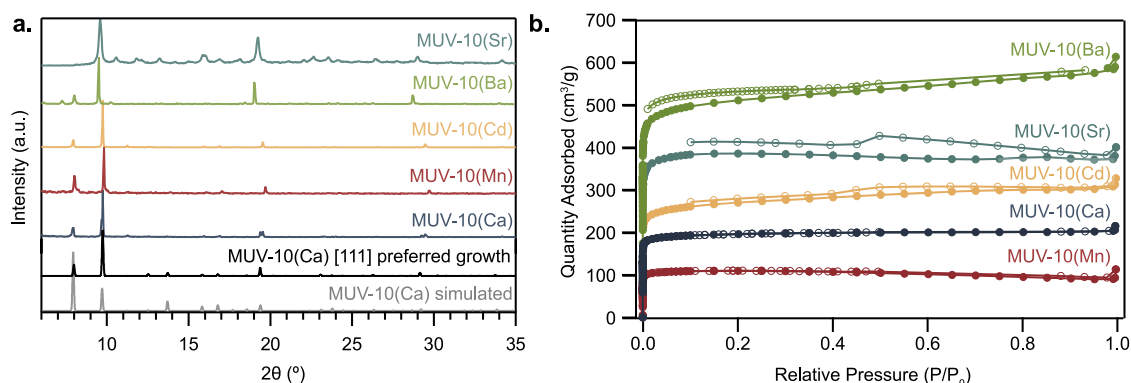 a.
MUV-10(Sr)
MUV-10(Ba)
MUV-10(Cd)
MUV-10(Mn)
MUV-10(Ca)
MUV-10(Ca) [111] preferred growth
MUV-10(Ca) simulated
Intensity (a.u.)
10 15 20 25 30 35
2θ (º)
b.
700
600
500
400
300
200
100
0
Quantity Adsorbed (cm³/g)
MUV-10(Ba)
MUV-10(Sr)
MUV-10(Cd)
MUV-10(Ca)
MUV-10(Mn)
0.0 0.2 0.4 0.6 0.8 1.0
Relative Pressure (P/P₀)